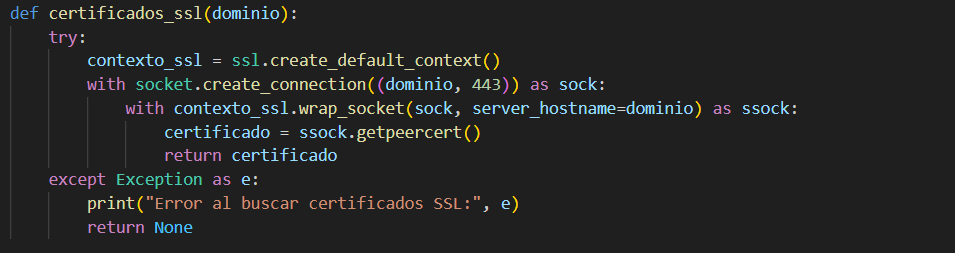 def certificados_ssl(dominio):
    try:
        contexto_ssl = ssl.create_default_context()
        with socket.create_connection((dominio, 443)) as sock:
            with contexto_ssl.wrap_socket(sock, server_hostname=dominio) as ssock:
                certificado = ssock.getpeercert()
                return certificado
    except Exception as e:
        print("Error al buscar certificados SSL:", e)
        return None